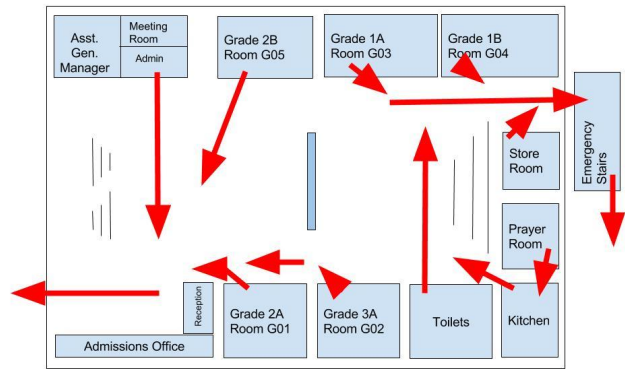 Asst.
Gen.
Manager
Meeting
Room
Admin
Grade 2B
Room G05
Grade 1A
Room G03
Grade 1B
Room G04
Emergency
Stairs
Store
Room
Prayer
Room
Reception
Grade 2A
Room G01
Grade 3A
Room G02
Toilets
Kitchen
Admissions Office